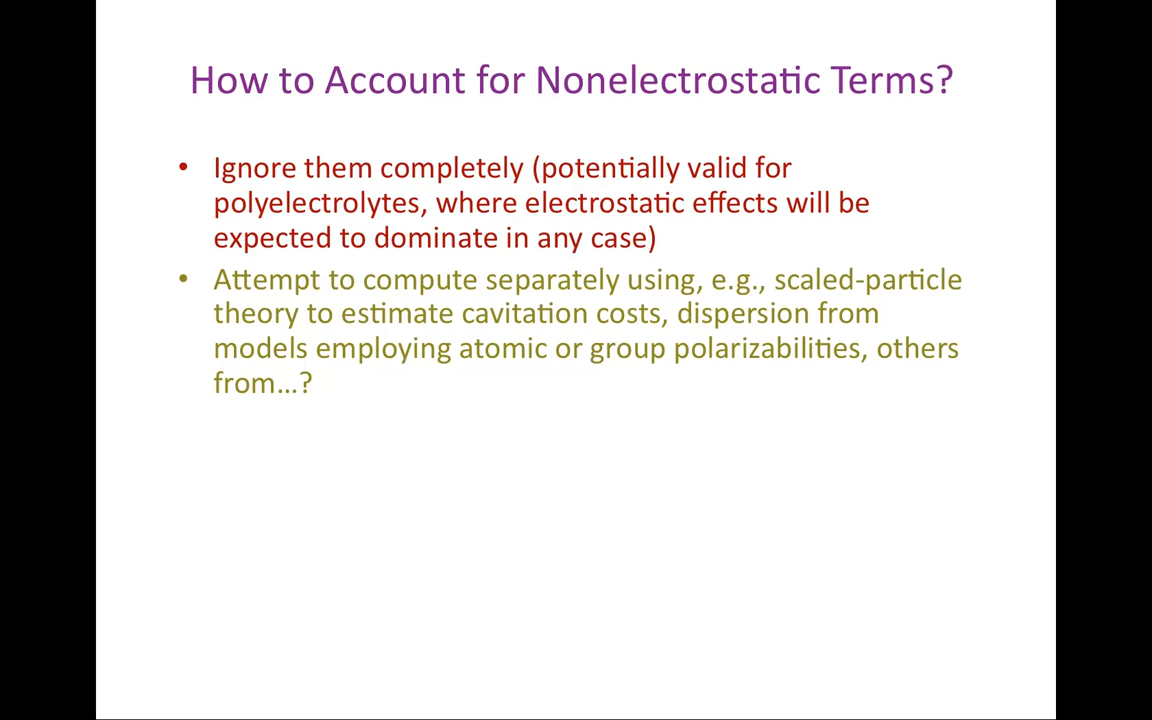 How to Account for Nonelectrostatic Terms?
• Ignore them completely (potentially valid for
polyelectrolytes, where electrostatic effects will be
expected to dominate in any case)
• Attempt to compute separately using, e.g., scaled-particle
theory to estimate cavitation costs, dispersion from
models employing atomic or group polarizabilities, others
from...?